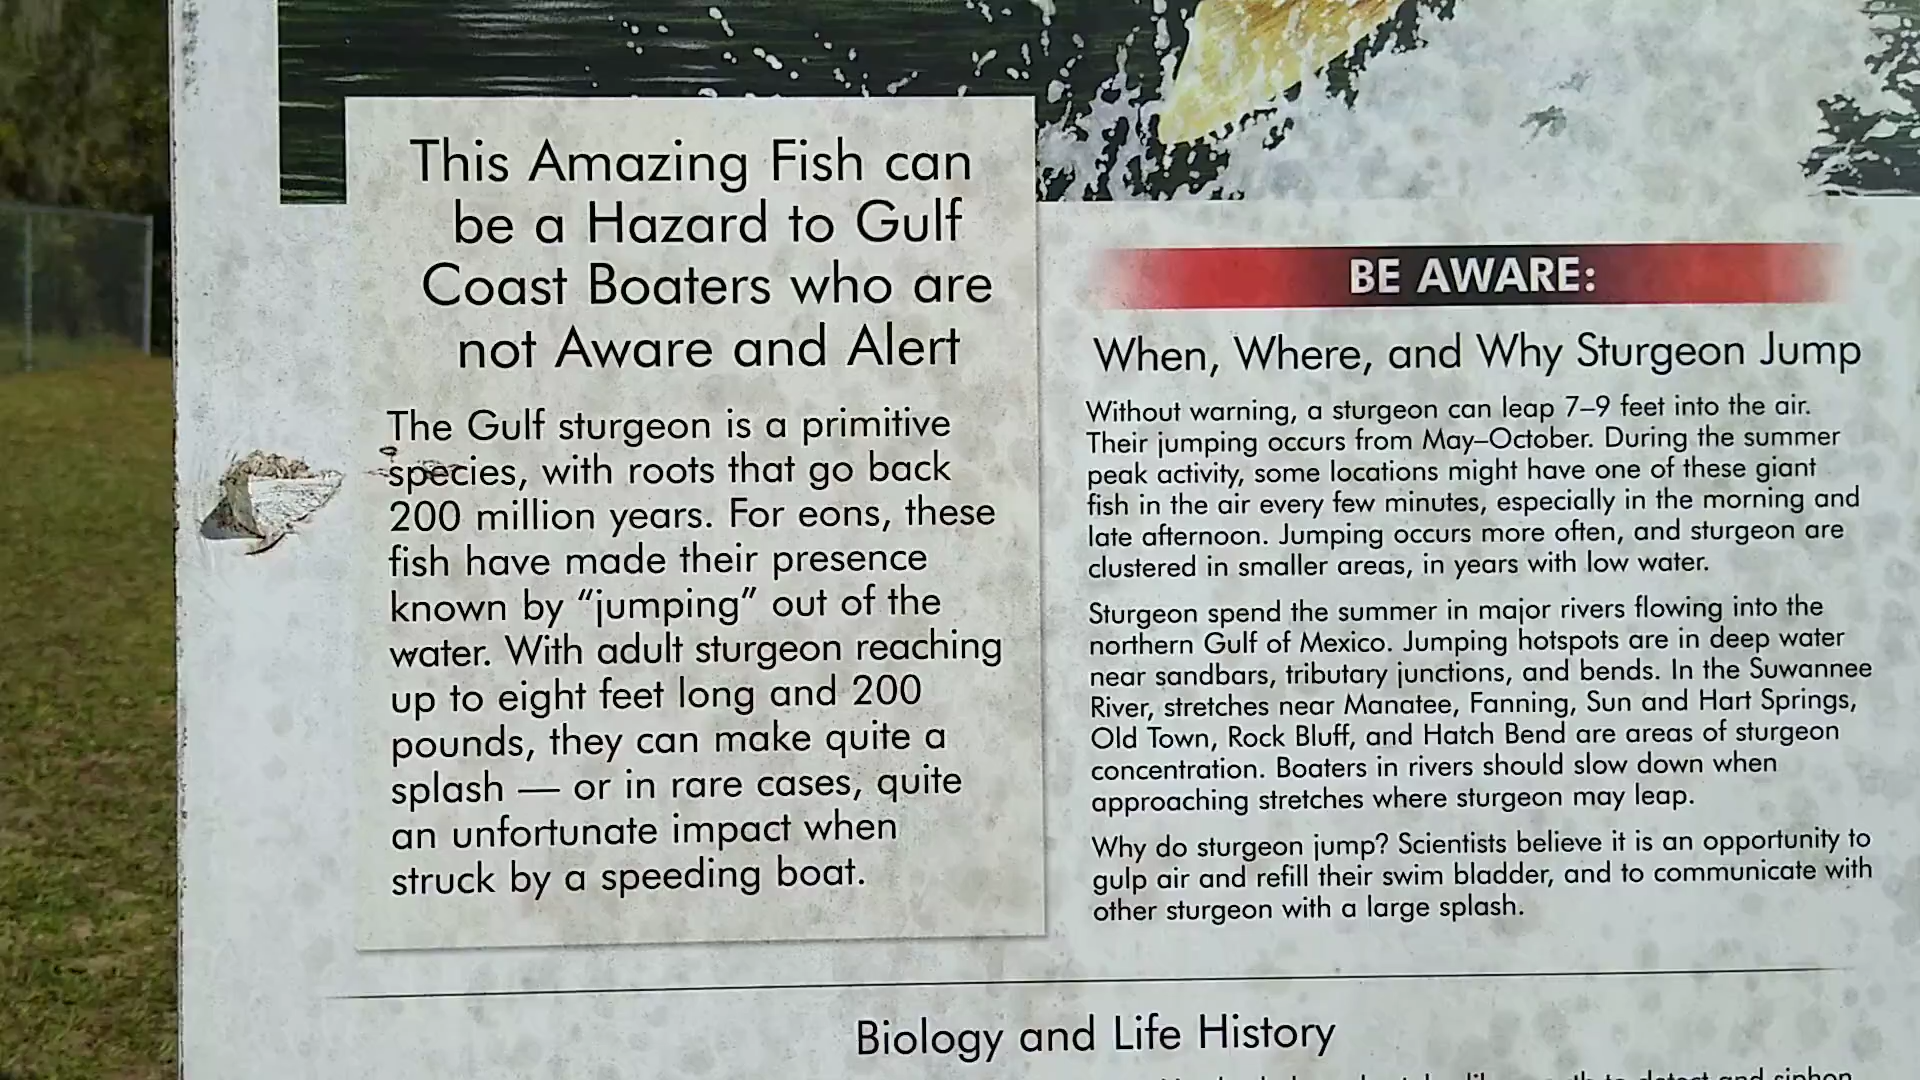 This Amazing Fish can
be a Hazard to Gulf
Coast Boaters who are
not Aware and Alert
The Gulf sturgeon is a primitive
species, with roots that go back
200 million years. For eons, these
fish have made their presence
known by “jumping” out of the
water. With adult sturgeon reaching
up to eight feet long and 200
pounds, they can make quite a
splash — or in rare cases, quite
an unfortunate impact when
struck by a speeding boat.
BE AWARE:
When, Where, and Why Sturgeon Jump
Without warning, a sturgeon can leap 7–9 feet into the air.
Their jumping occurs from May–October. During the summer
peak activity, some locations might have one of these giant
fish in the air every few minutes, especially in the morning and
late afternoon. Jumping occurs more often, and sturgeon are
clustered in smaller areas, in years with low water.
Sturgeon spend the summer in major rivers flowing into the
northern Gulf of Mexico. Jumping hotspots are in deep water
near sandbars, tributary junctions, and bends. In the Suwannee
River, stretches near Manatee, Fanning, Sun and Hart Springs,
Old Town, Rock Bluff, and Hatch Bend are areas of sturgeon
concentration. Boaters in rivers should slow down when
approaching stretches where sturgeon may leap.
Why do sturgeon jump? Scientists believe it is an opportunity to
gulp air and refill their swim bladder, and to communicate with
other sturgeon with a large splash.
Biology and Life History
to detect and siphon